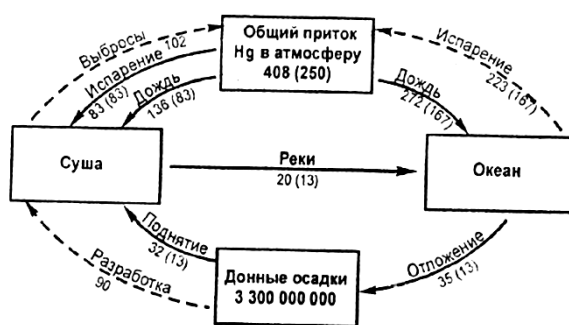 Общий приток
Hg в атмосферу
408 (250)
Выбросы
102
Испарение
83 (83)
Дождь
136 (83)
Дождь
272 (167)
Испарение
223 (167)
Суша
Реки
20 (13)
Океан
Поднятие
32 (13)
Разработка
90
Донные осадки
3 300 000 000
Отложение
35 (13)